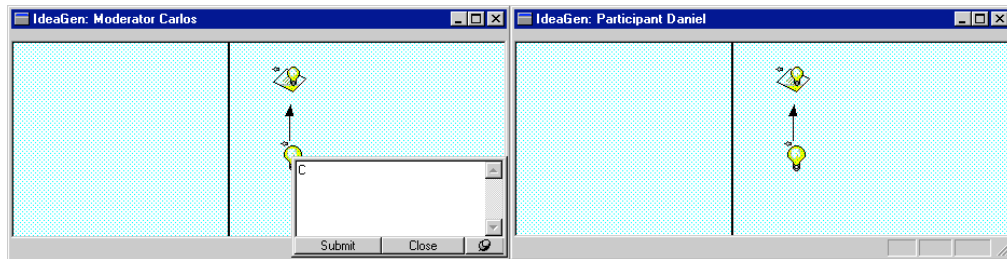 IdeaGen: Moderator Carlos
IdeaGen: Participant Daniel
C
Submit
Close